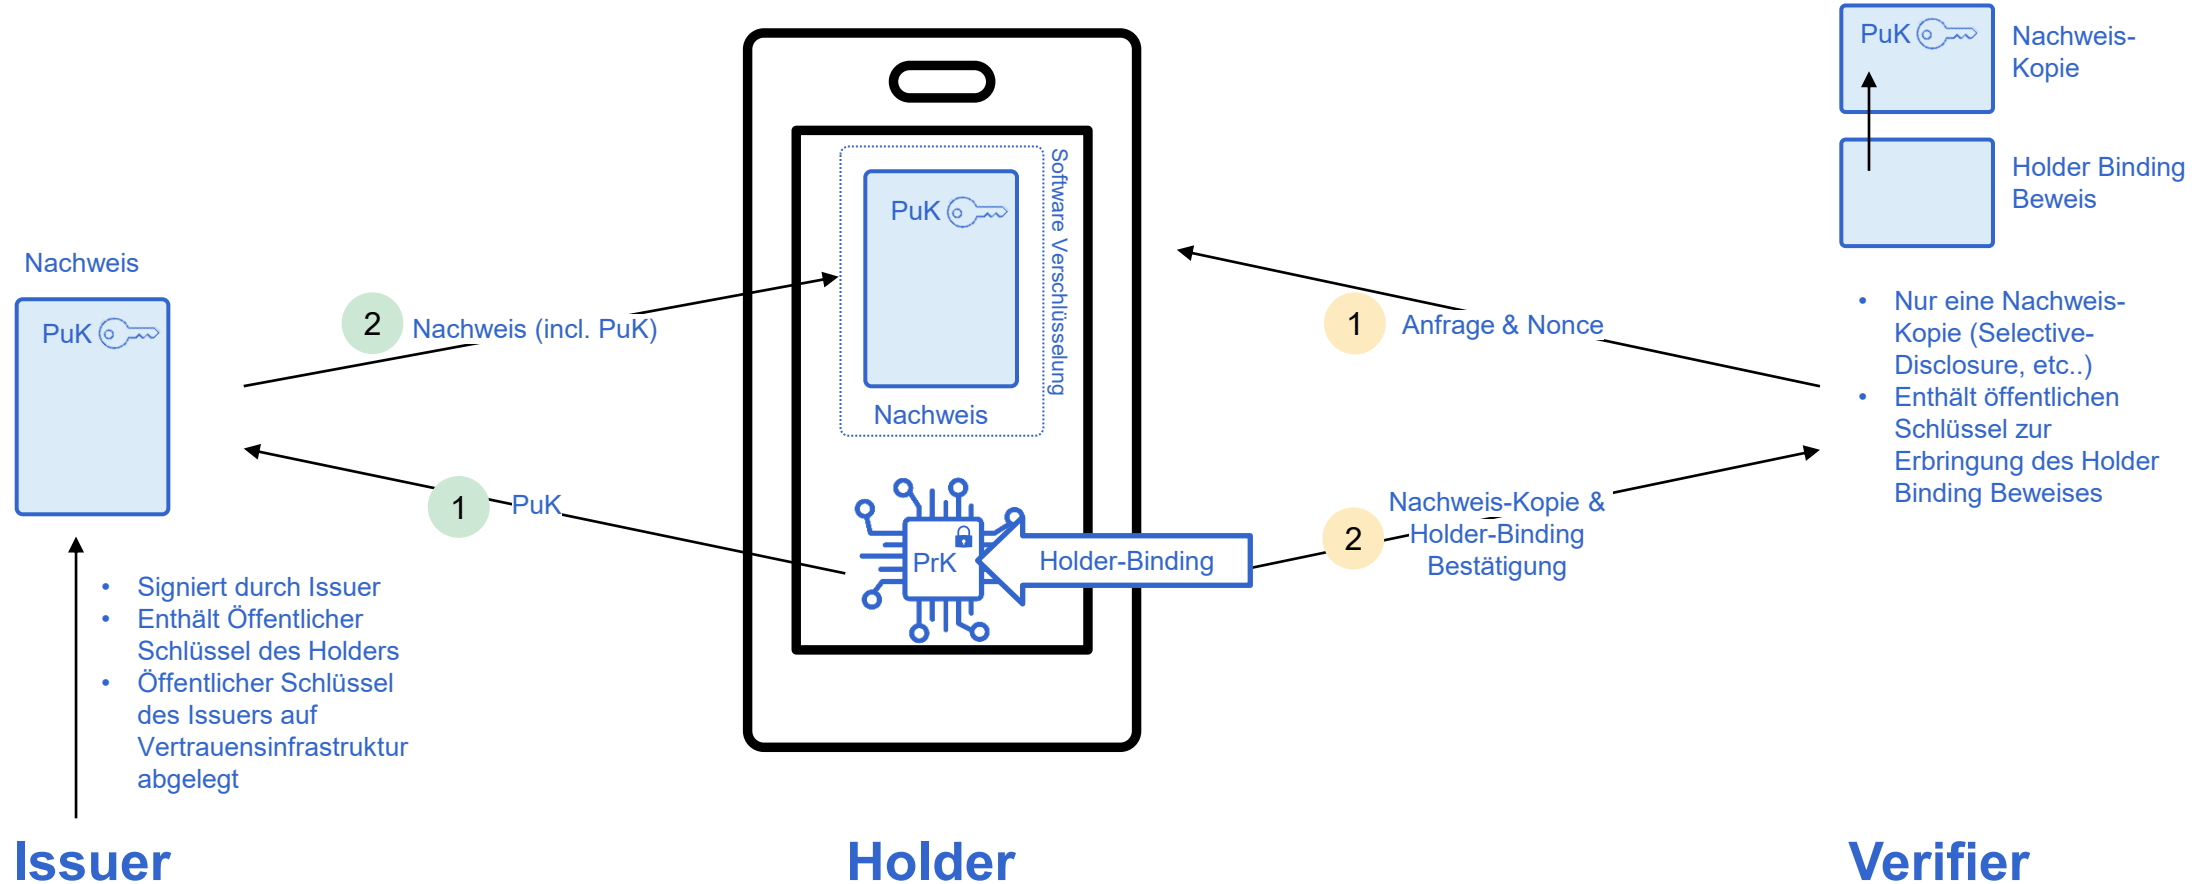 Nachweis
PuK
2
Nachweis (incl. PuK)
1
PuK
Signiert durch Issuer
Enthält Öffentlicher
Schlüssel des Holders
Öffentlicher Schlüssel
des Issuers auf
Vertrauensinfrastruktur
abgelegt
Issuer
PuK
Nachweis
Software Verschlüsselung
PrK
Holder-Binding
Holder
1
Anfrage & Nonce
2
Nachweis-Kopie &
Holder-Binding
Bestätigung
PuK
Nachweis-
Kopie
Holder Binding
Beweis
Nur eine Nachweis-
Kopie (Selective-
Disclosure, etc..)
Enthält öffentlichen
Schlüssel zur
Erbringung des Holder
Binding Beweises
Verifier